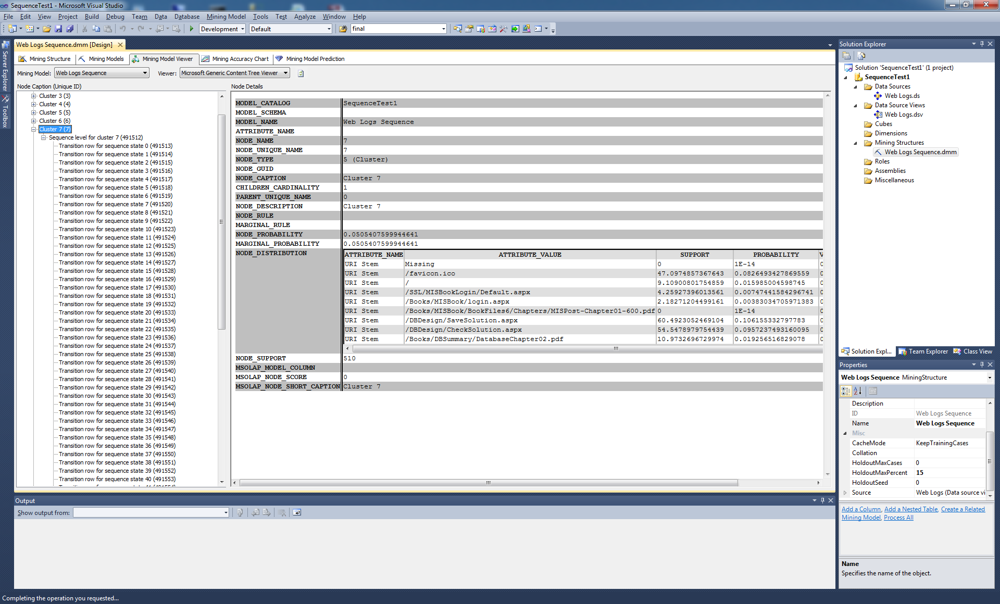 SequenceTest1 - Microsoft Visual Studio
File Edit View Project Build Debug Team Data Database Mining Model Tools Test Analyze Window Help
Development Default final
Server Explorer
Toolbox
Web Logs Sequence.dmm [Design]
Mining Structure Mining Models Mining Model Viewer Mining Accuracy Chart Mining Model Prediction
Mining Model: Web Logs Sequence Viewer: Microsoft Generic Content Tree Viewer
Node Caption (Unique ID)
Cluster 3 (3)
Cluster 4 (4)
Cluster 5 (5)
Cluster 6 (6)
Cluster 7 (7)
Sequence level for cluster 7 (491512)
Transition row for sequence state 0 (491513)
Transition row for sequence state 1 (491514)
Transition row for sequence state 2 (491515)
Transition row for sequence state 3 (491516)
Transition row for sequence state 4 (491517)
Transition row for sequence state 5 (491518)
Transition row for sequence state 6 (491519)
Transition row for sequence state 7 (491520)
Transition row for sequence state 8 (491521)
Transition row for sequence state 9 (491522)
Transition row for sequence state 10 (491523)
Transition row for sequence state 11 (491524)
Transition row for sequence state 12 (491525)
Transition row for sequence state 13 (491526)
Transition row for sequence state 14 (491527)
Transition row for sequence state 15 (491528)
Transition row for sequence state 16 (491529)
Transition row for sequence state 17 (491530)
Transition row for sequence state 18 (491531)
Transition row for sequence state 19 (491532)
Transition row for sequence state 20 (491533)
Transition row for sequence state 21 (491534)
Transition row for sequence state 22 (491535)
Transition row for sequence state 23 (491536)
Transition row for sequence state 24 (491537)
Transition row for sequence state 25 (491538)
Transition row for sequence state 26 (491539)
Transition row for sequence state 27 (491540)
Transition row for sequence state 28 (491541)
Transition row for sequence state 29 (491542)
Transition row for sequence state 30 (491543)
Transition row for sequence state 31 (491544)
Transition row for sequence state 32 (491545)
Transition row for sequence state 33 (491546)
Transition row for sequence state 34 (491547)
Transition row for sequence state 35 (491548)
Transition row for sequence state 36 (491549)
Transition row for sequence state 37 (491550)
Transition row for sequence state 38 (491551)
Transition row for sequence state 39 (491552)
Transition row for sequence state 40 (491553)
Node Details
MODEL_CATALOG SequenceTest1
MODEL_SCHEMA
MODEL_NAME Web Logs Sequence
ATTRIBUTE_NAME
NODE_NAME 7
NODE_UNIQUE_NAME 7
NODE_TYPE 5 (Cluster)
NODE_GUID
NODE_CAPTION Cluster 7
CHILDREN_CARDINALITY 1
PARENT_UNIQUE_NAME 0
NODE_DESCRIPTION Cluster 7
NODE_RULE
MARGINAL_RULE
NODE_PROBABILITY 0.0505407599944641
MARGINAL_PROBABILITY 0.0505407599944641
NODE_DISTRIBUTION
ATTRIBUTE_NAME ATTRIBUTE_VALUE SUPPORT PROBABILITY V
URI Stem Missing 0 1E-14 0
URI Stem /favicon.ico 47.0974857367643 0.0826493427869559 0
URI Stem / 9.10900801754859 0.015985004598745 0
URI Stem /SSL/MISBookLogin/Default.aspx 4.25927396013561 0.00747441584296741 0
URI Stem /Books/MISBook/login.aspx 2.18271204499161 0.00383034705971383 0
URI Stem /Books/MISBook/BookFiles6/Chapters/MISPost-Chapter01-600.pdf 0 1E-14 0
URI Stem /DBDesign/SaveSolution.aspx 60.4923052469104 0.106155332797783 0
URI Stem /DBDesign/CheckSolution.aspx 54.5478979754439 0.0957237493160095 0
URI Stem /Books/DBSummary/DatabaseChapter02.pdf 10.9732696729974 0.019256516829078 0
NODE_SUPPORT 510
MSOLAP_MODEL_COLUMN
MSOLAP_NODE_SCORE 0
MSOLAP_NODE_SHORT_CAPTION Cluster 7
Solution Explorer
Solution 'SequenceTest1' (1 project)
SequenceTest1
Data Sources
Web Logs.ds
Data Source Views
Web Logs.dsv
Cubes
Dimensions
Mining Structures
Web Logs Sequence.dmm
Roles
Assemblies
Miscellaneous
Solution Expl... Team Explorer Class View
Properties
Web Logs Sequence MiningStructure
Description
ID Web Logs Sequence
Name Web Logs Sequence
Misc
CacheMode KeepTrainingCases
Collation
HoldoutMaxCases 0
HoldoutMaxPercent 15
HoldoutSeed 0
Source Web Logs (Data source vi
Add a Column, Add a Nested Table, Create a Related
Mining Model, Process All
Name
Specifies the name of the object.
Output
Show output from:
Completing the operation you requested...